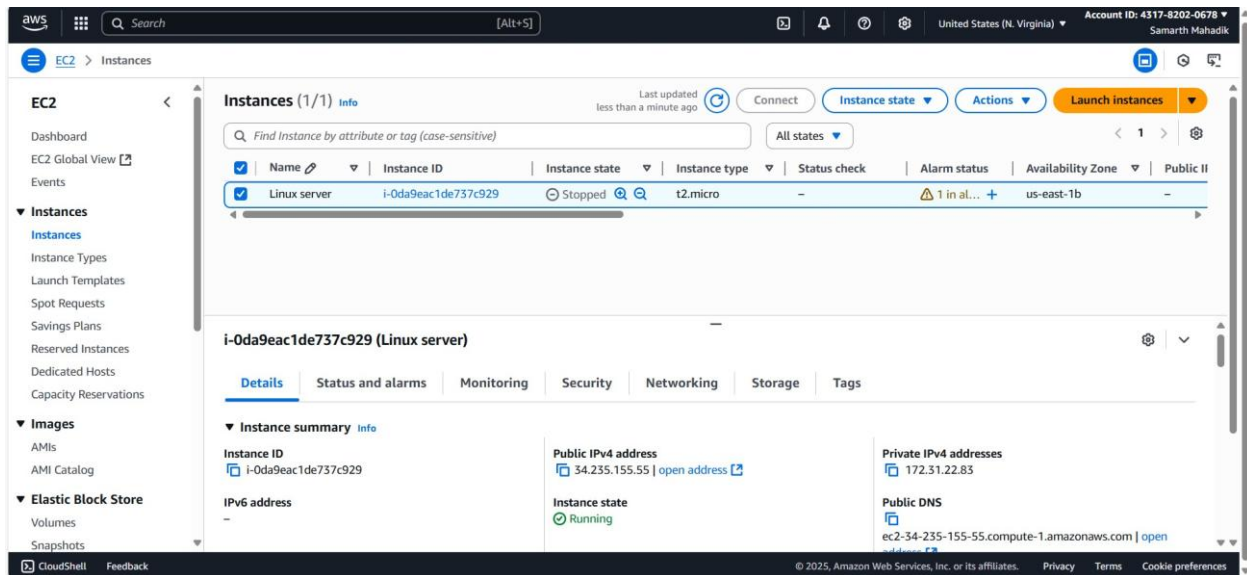 aws Search [Alt+S] United States (N. Virginia) Account ID: 4317-8202-0678
Samarth Mahadik
EC2 > Instances
EC2
Dashboard
EC2 Global View
Events
Instances
Instances
Instance Types
Launch Templates
Spot Requests
Savings Plans
Reserved Instances
Dedicated Hosts
Capacity Reservations
Images
AMIs
AMI Catalog
Elastic Block Store
Volumes
Snapshots
Instances (1/1) Info
Last updated
less than a minute ago
Connect Instance state Actions Launch instances
Find Instance by attribute or tag (case-sensitive) All states 1
Name Instance ID Instance state Instance type Status check Alarm status Availability Zone Public
Linux server i-0da9eac1de737c929 Stopped t2.micro – 1 in al... + us-east-1b –
i-0da9eac1de737c929 (Linux server)
Details Status and alarms Monitoring Security Networking Storage Tags
Instance summary Info
Instance ID
i-0da9eac1de737c929
Public IPv4 address
34.235.155.55 | open address
Private IPv4 addresses
172.31.22.83
IPv6 address
–
Instance state
Running
Public DNS
ec2-34-235-155-55.compute-1.amazonaws.com | open
address
CloudShell Feedback © 2025, Amazon Web Services, Inc. or its affiliates. Privacy Terms Cookie preferences